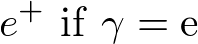 e⁺ if γ = e